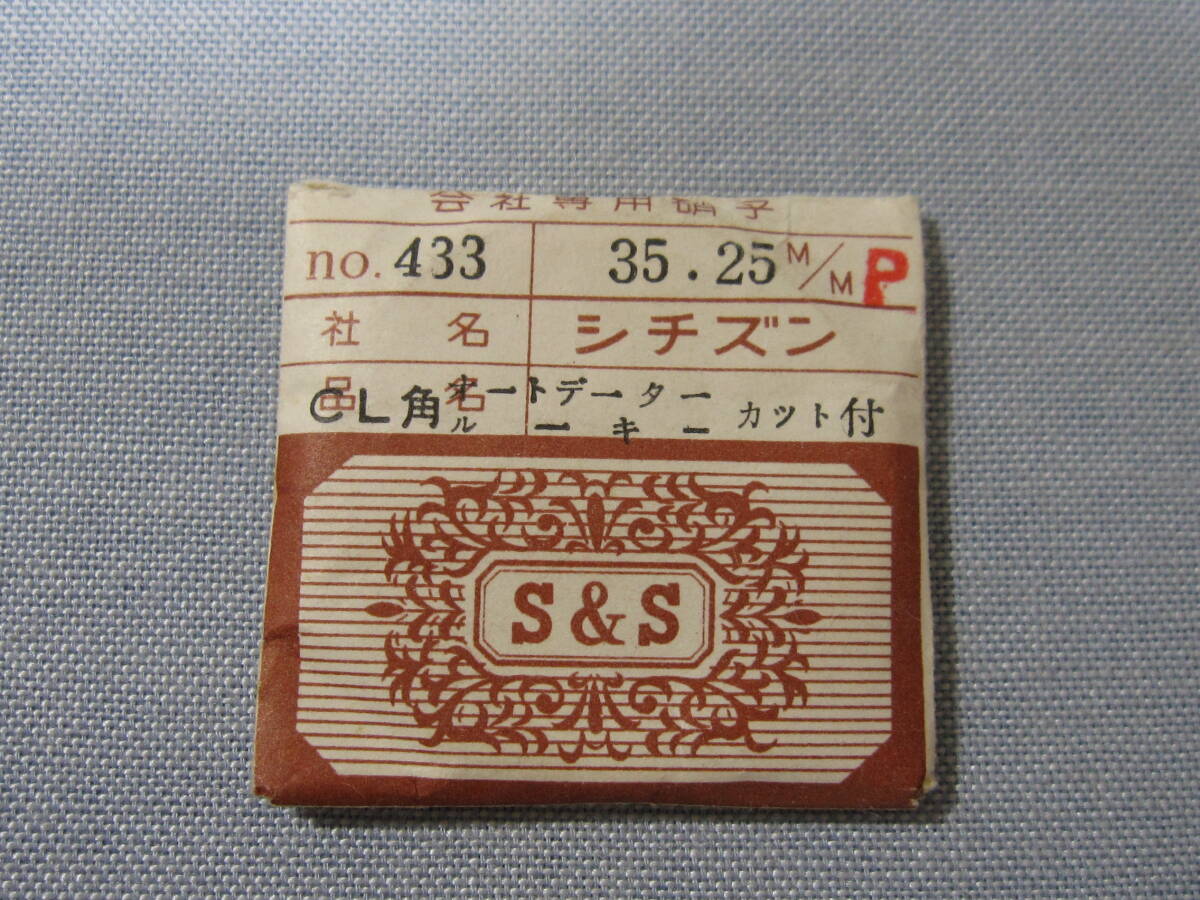 会社専用硝子
no. 433 35.25 M/M P
社名 シチズン
品名
CL角 オートデーター
ルーキー カット付
S & S